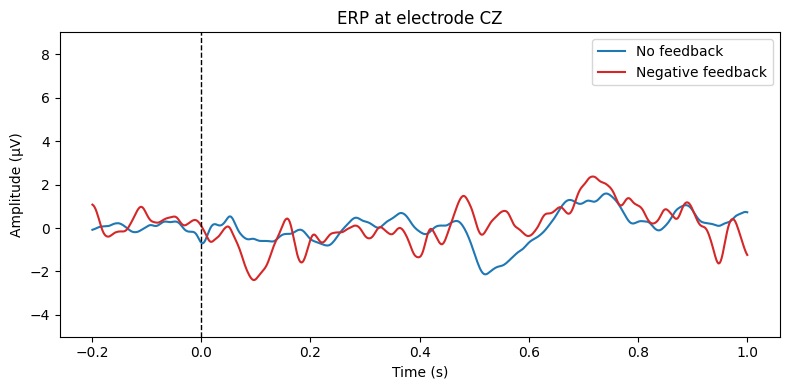 ERP at electrode CZ
No feedback
Negative feedback
Amplitude (µV)
8
6
4
2
0
−2
−4
−0.2
0.0
0.2
0.4
0.6
0.8
1.0
Time (s)